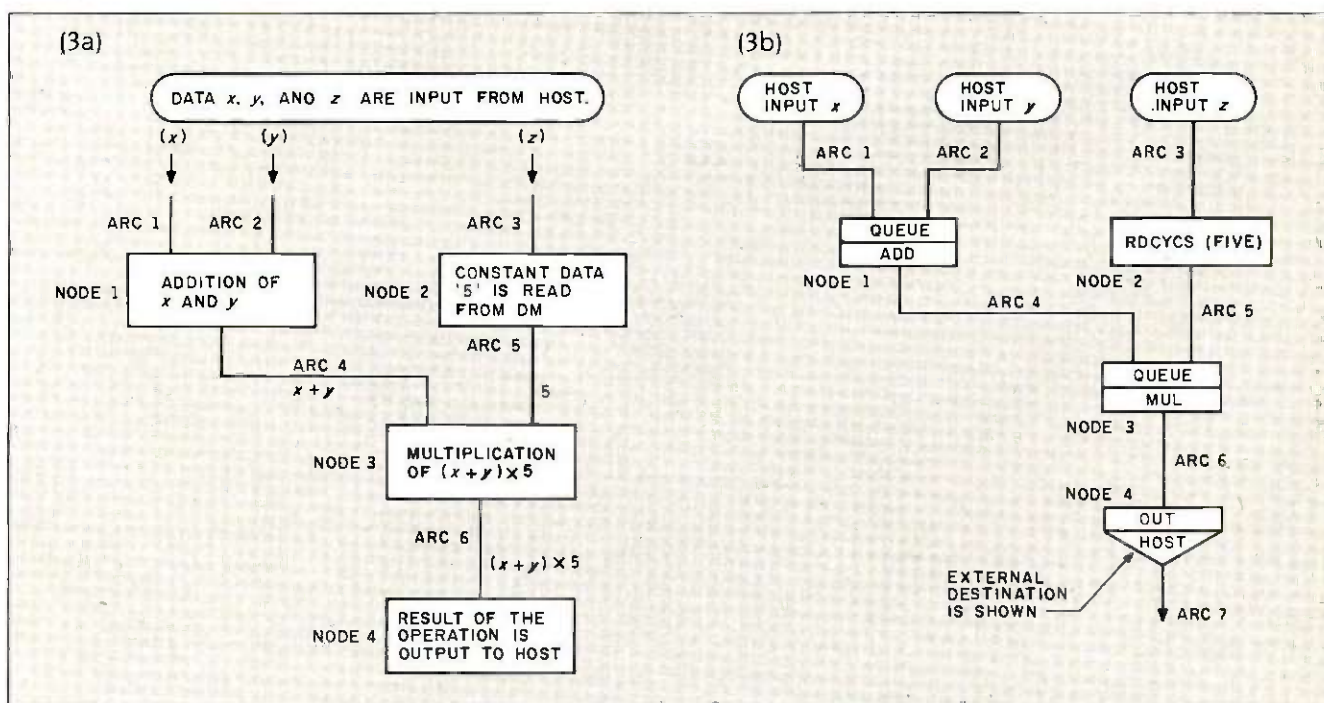 (3a)
DATA x, y, ANO z ARE INPUT FROM HOST.
(x)
(y)
(z)
ARC 1
ARC 2
ARC 3
NODE 1
ADDITION OF
x AND y
NODE 2
CONSTANT DATA
'5' IS READ
FROM DM
ARC 4
x + y
ARC 5
5
NODE 3
MULTIPLICATION
OF (x + y) × 5
ARC 6
(x + y) × 5
NODE 4
RESULT OF THE
OPERATION IS
OUTPUT TO HOST
(3b)
HOST
INPUT x
HOST
INPUT y
HOST
INPUT z
ARC 1
ARC 2
ARC 3
QUEUE
ADD
NODE 1
RDCYCS (FIVE)
NODE 2
ARC 4
ARC 5
QUEUE
MUL
NODE 3
ARC 6
NODE 4
OUT
HOST
EXTERNAL
DESTINATION
IS SHOWN
ARC 7